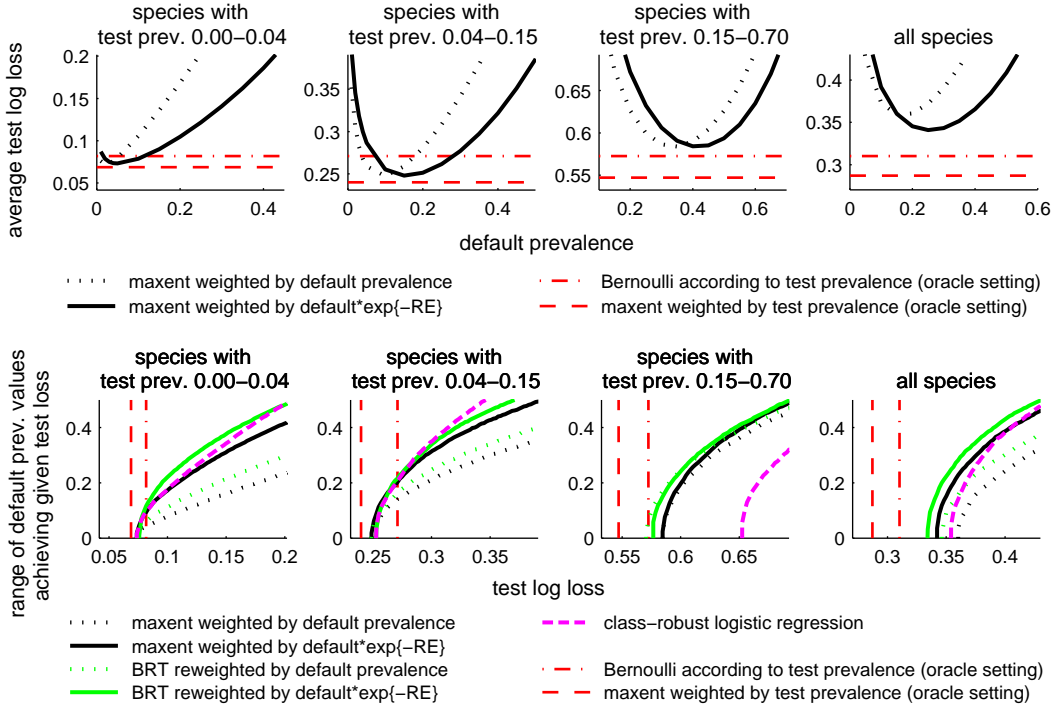 species with
test prev. 0.00−0.04
species with
test prev. 0.04−0.15
species with
test prev. 0.15−0.70
all species
average test log loss
0.2
0.15
0.1
0.05
0 0.2 0.4
0.35
0.3
0.25
0 0.2 0.4
0.65
0.6
0.55
0.2 0.4 0.6
0.4
0.35
0.3
0 0.2 0.4 0.6
default prevalence
maxent weighted by default prevalence
maxent weighted by default*exp{−RE}
Bernoulli according to test prevalence (oracle setting)
maxent weighted by test prevalence (oracle setting)
species with
test prev. 0.00−0.04
species with
test prev. 0.04−0.15
species with
test prev. 0.15−0.70
all species
range of default prev. values
achieving given test loss
0.4
0.2
0
0.05 0.1 0.15 0.2
0.4
0.2
0
0.25 0.3 0.35
0.4
0.2
0
0.55 0.6 0.65
0.4
0.2
0
0.3 0.35 0.4
test log loss
maxent weighted by default prevalence
maxent weighted by default*exp{−RE}
BRT reweighted by default prevalence
BRT reweighted by default*exp{−RE}
class−robust logistic regression
Bernoulli according to test prevalence (oracle setting)
maxent weighted by test prevalence (oracle setting)